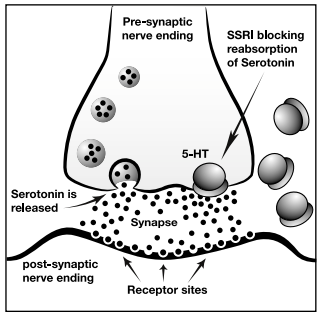 Pre-synaptic
nerve ending
SSRI blocking
reabsorption
of Serotonin
5-HT
Serotonin is
released
Synapse
post-synaptic
nerve ending
Receptor sites